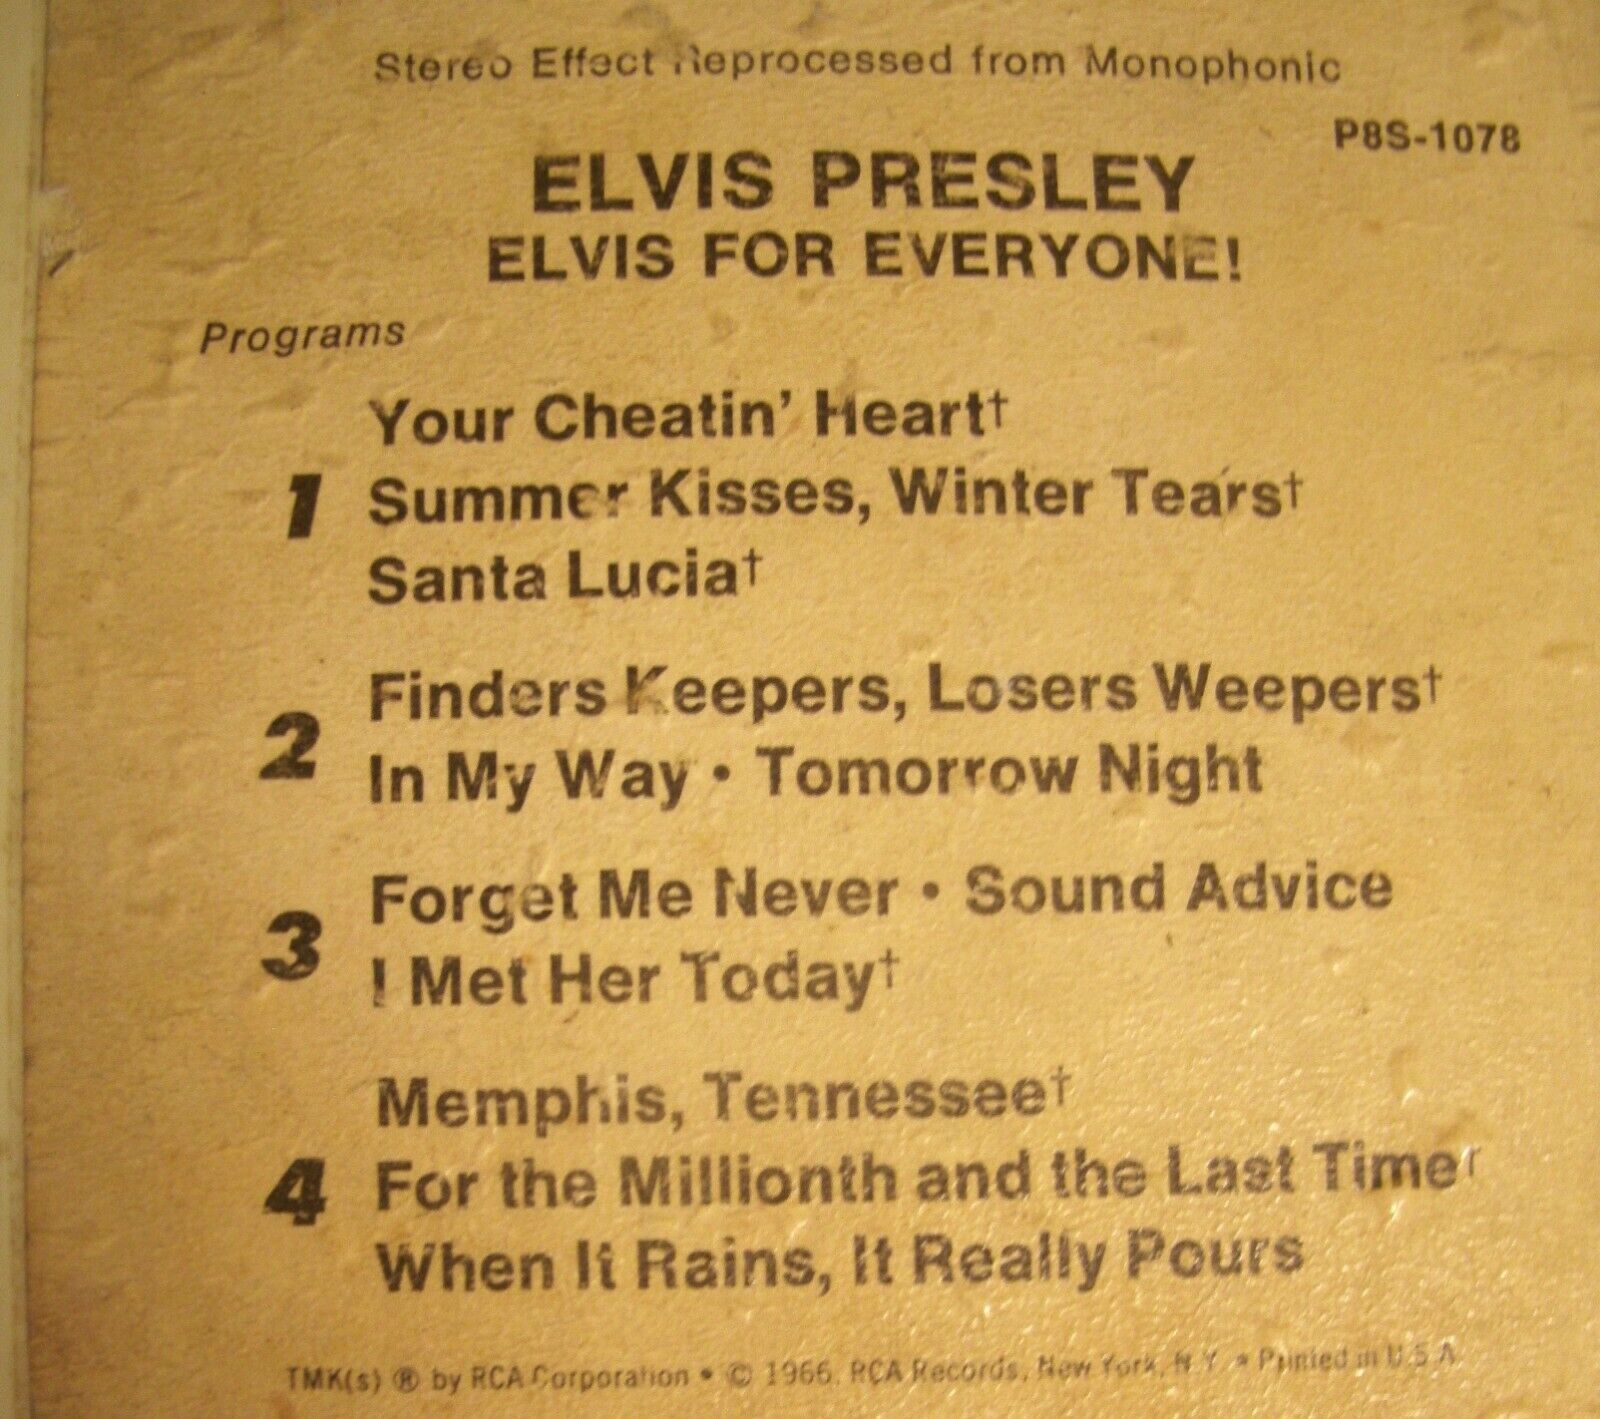 Stereo Effect Reprocessed from Monophonic
P8S-1078
ELVIS PRESLEY
ELVIS FOR EVERYONE!
Programs
1
Your Cheatin' Heart†
Summer Kisses, Winter Tears†
Santa Lucia†
2
Finders Keepers, Losers Weepers†
In My Way • Tomorrow Night
3
Forget Me Never • Sound Advice
I Met Her Today†
4
Memphis, Tennessee†
For the Millionth and the Last Time†
When It Rains, It Really Pours
TMK(s) ® by RCA Corporation • © 1966, RCA Records, New York, N.Y. • Printed in U.S.A.